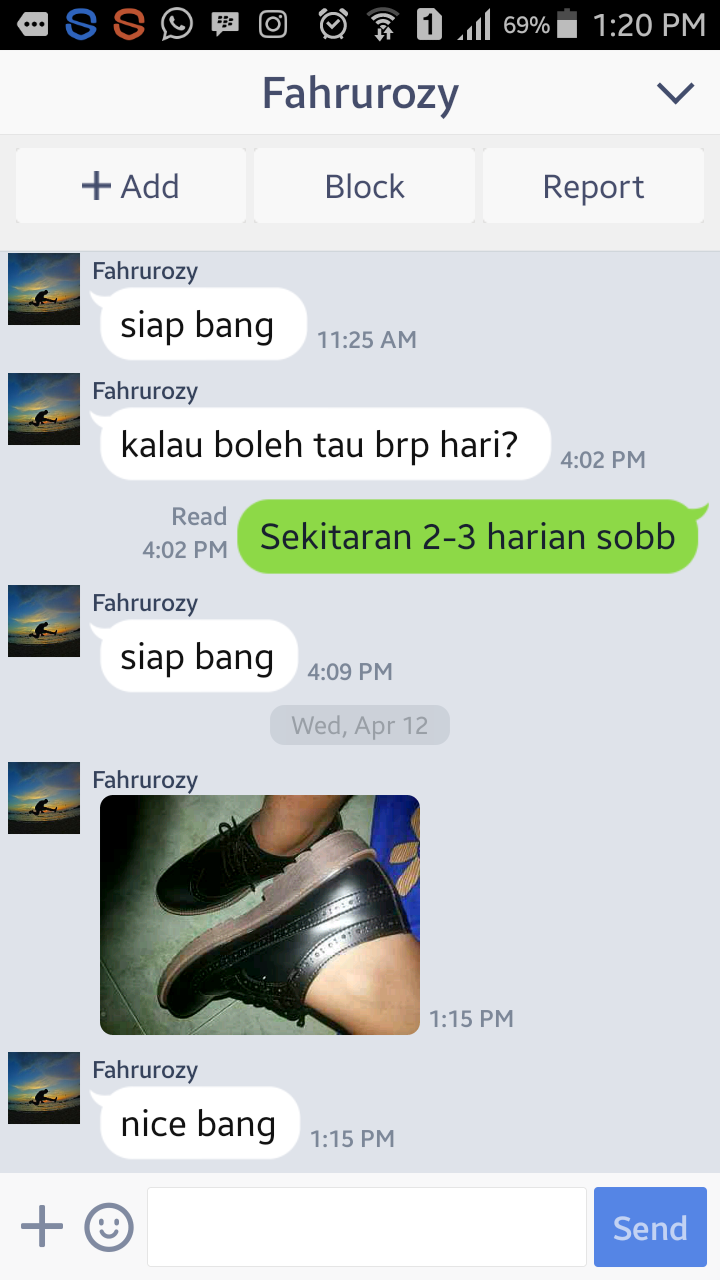 1 69% 1:20 PM
Fahrurozy
+ Add Block Report
Fahrurozy
siap bang
11:25 AM
Fahrurozy
kalau boleh tau brp hari?
4:02 PM
Read
4:02 PM
Sekitaran 2-3 harian sobb
Fahrurozy
siap bang
4:09 PM
Wed, Apr 12
Fahrurozy
1:15 PM
Fahrurozy
nice bang
1:15 PM
Send